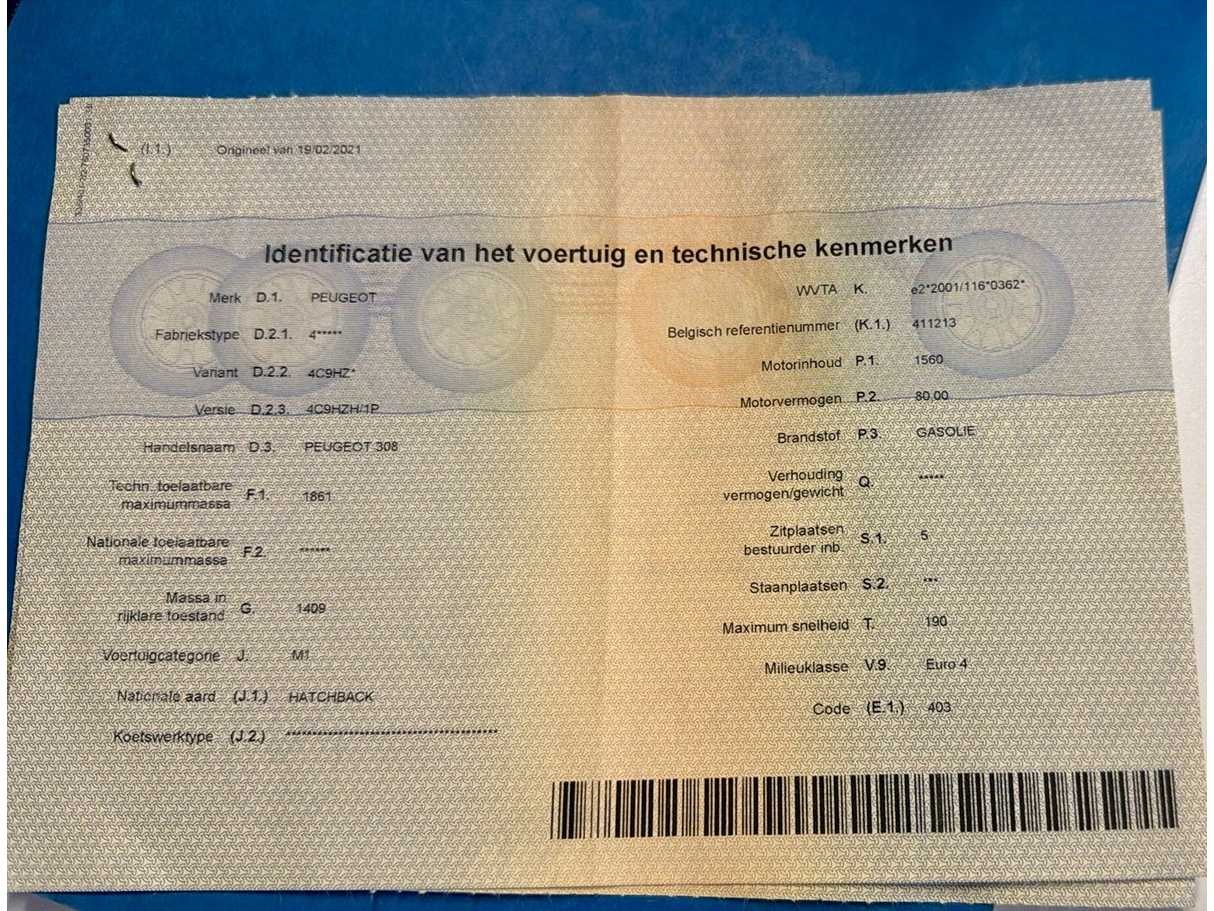 (I.1.) Origineel van 19/02/2021
Identificatie van het voertuig en technische kenmerken
Merk D.1. PEUGEOT
Fabriekstype D.2.1. 4*****
Variant D.2.2. 4C9HZ*
Versie D.2.3. 4C9HZH/1P
Handelsnaam D.3. PEUGEOT 308
Techn. toelaatbare
maximummassa F.1. 1861
Nationale toelaatbare
maximummassa F.2. ******
Massa in
rijklare toestand G. 1409
Voertuigcategorie J. M1
Nationale aard (J.1.) HATCHBACK
Koetswerktype (J.2.) ******************************************
WVTA K. e2*2001/116*0362*
Belgisch referentienummer (K.1.) 411213
Motorinhoud P.1. 1560
Motorvermogen P.2. 80.00
Brandstof P.3. GASOLIE
Verhouding
vermogen/gewicht Q. *****
Zitplaatsen
bestuurder inb. S.1. 5
Staanplaatsen S.2. ***
Maximum snelheid T. 190
Milieuklasse V.9. Euro 4
Code (E.1.) 403